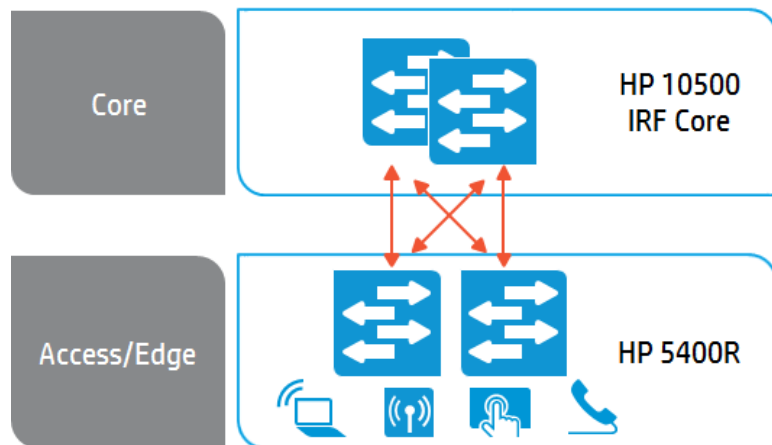 Core
HP 10500
IRF Core
Access/Edge
HP 5400R